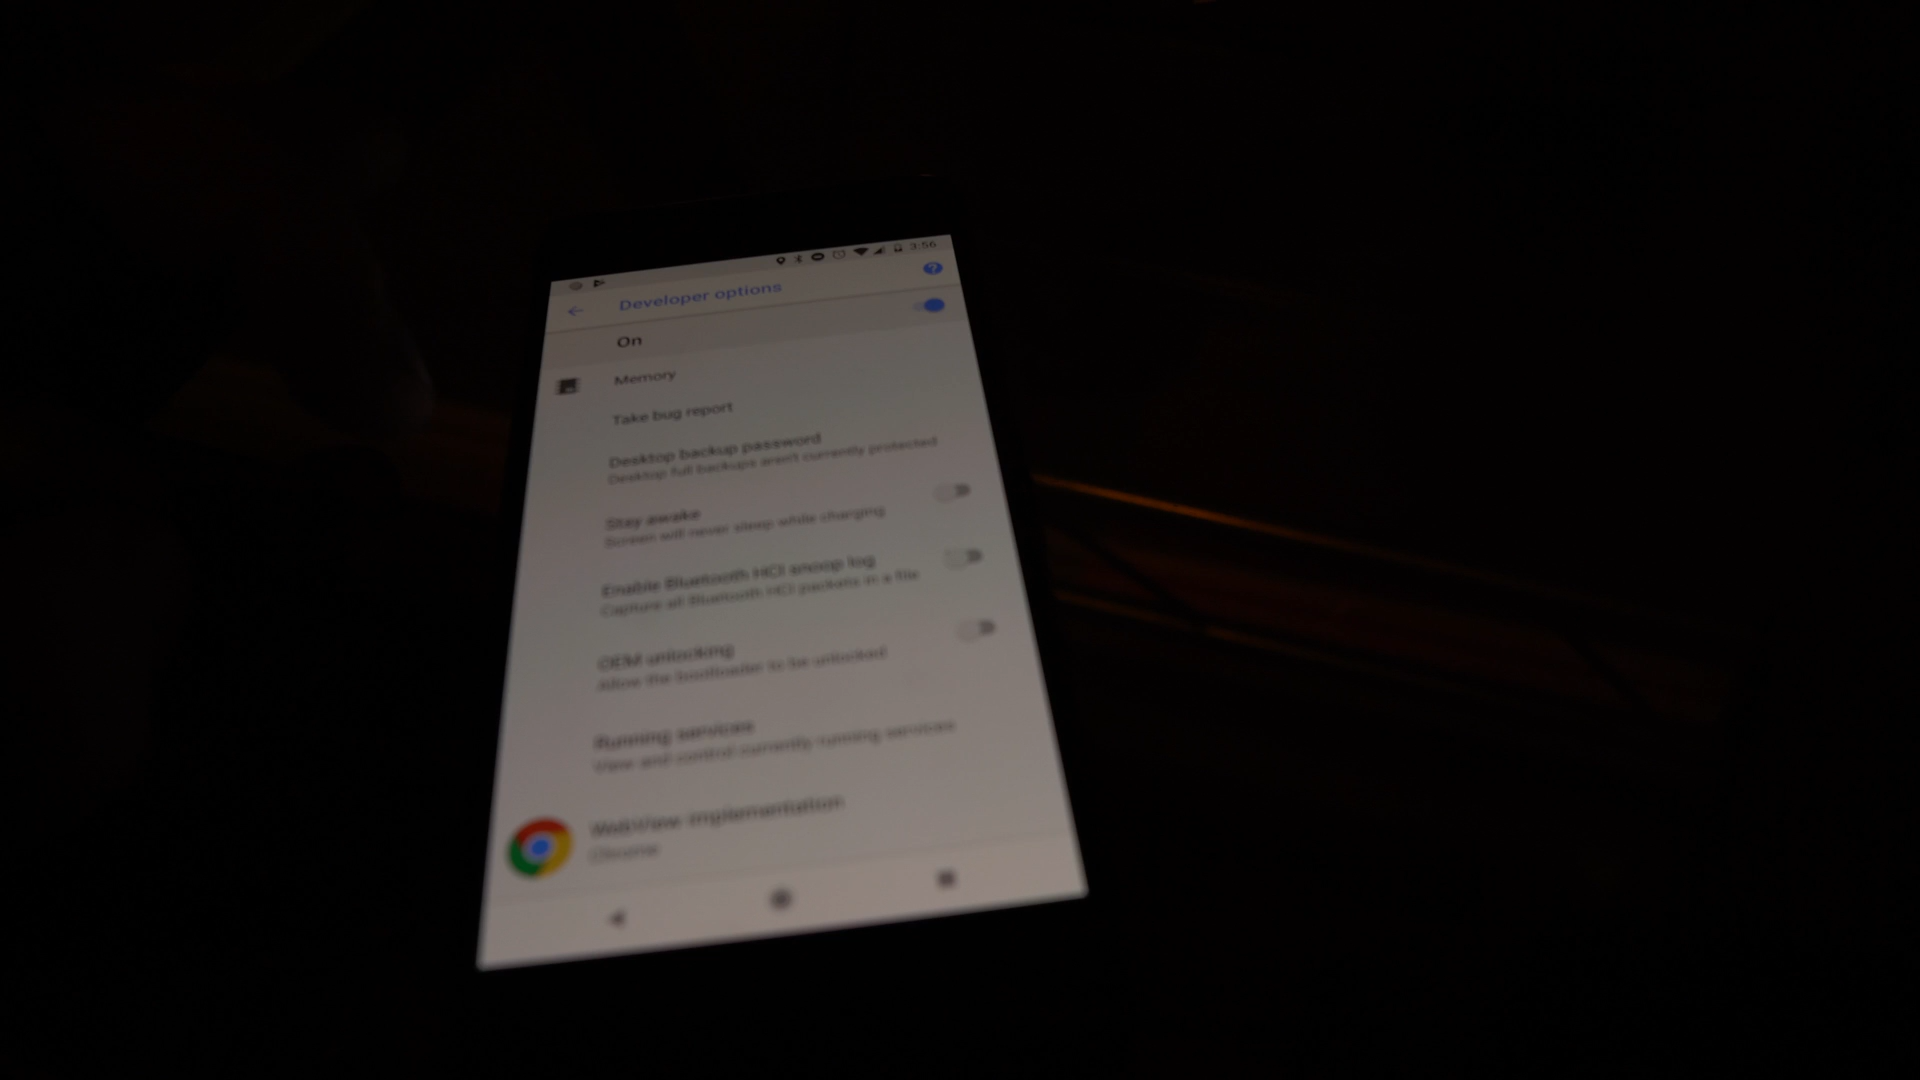 3:56
Developer options
On
Memory
Take bug report
Desktop backup password
Desktop full backups aren't currently protected
Stay awake
Screen will never sleep while charging
Enable Bluetooth HCI snoop log
Capture all Bluetooth HCI packets in a file
OEM unlocking
Allow the bootloader to be unlocked
Running services
View and control currently running services
WebView implementation
Chrome